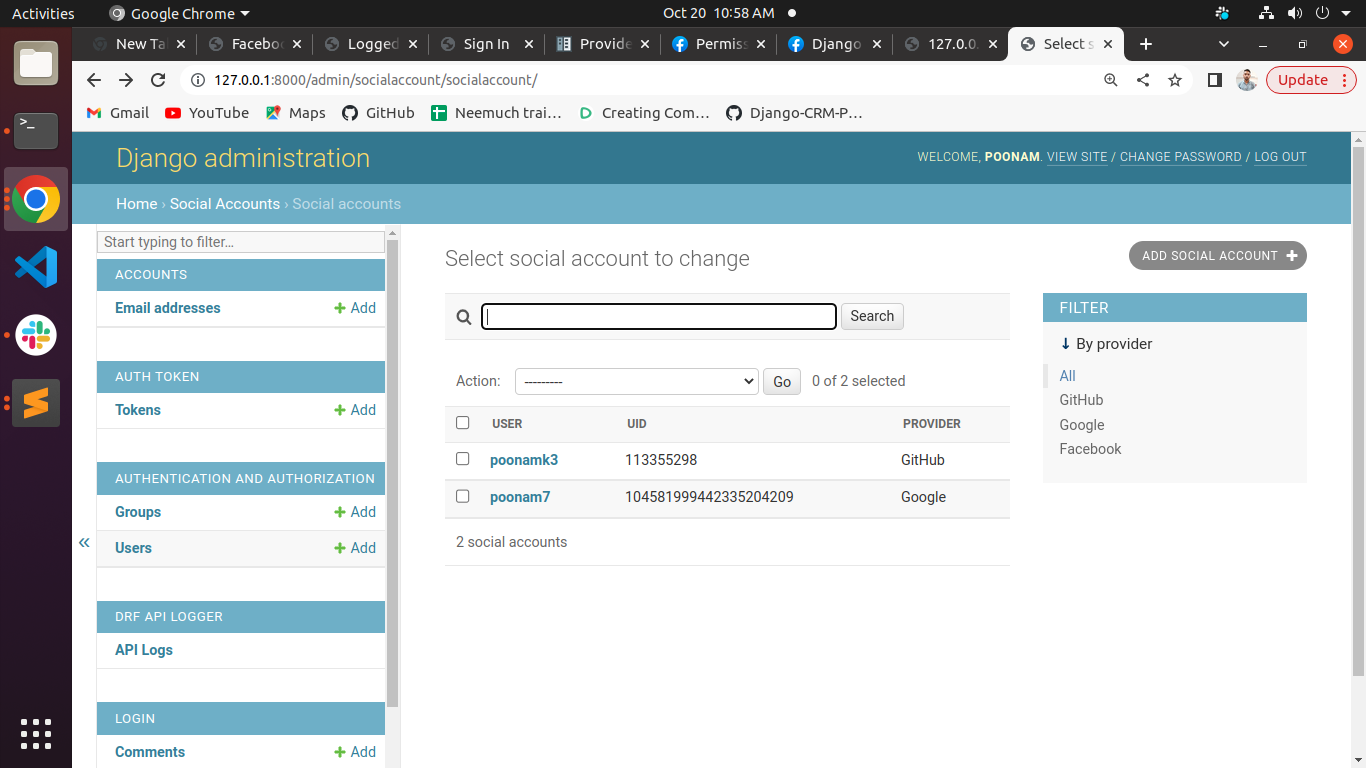 Activities Google Chrome Oct 20 10:58 AM
New Ta Facebo Logged Sign In Provide Permis Django 127.0.0. Select s
127.0.0.1:8000/admin/socialaccount/socialaccount/ Update
Gmail YouTube Maps GitHub Neemuch trai… Creating Com… Django-CRM-P…
Django administration WELCOME, POONAM. VIEW SITE / CHANGE PASSWORD / LOG OUT
Home › Social Accounts › Social accounts
Start typing to filter…
ACCOUNTS
Email addresses + Add
AUTH TOKEN
Tokens + Add
AUTHENTICATION AND AUTHORIZATION
Groups + Add
Users + Add
DRF API LOGGER
API Logs
LOGIN
Comments + Add
«
Select social account to change
ADD SOCIAL ACCOUNT +
Search
Action: --------- Go 0 of 2 selected
USER UID PROVIDER
poonamk3 113355298 GitHub
poonam7 104581999442335204209 Google
2 social accounts
FILTER
↓ By provider
All
GitHub
Google
Facebook